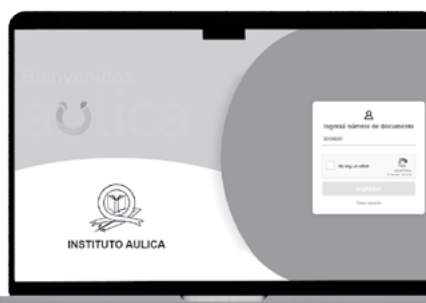 Bienvenidos
aulica
INSTITUTO AULICA
Ingresá número de documento
No soy un robot
Ingresar